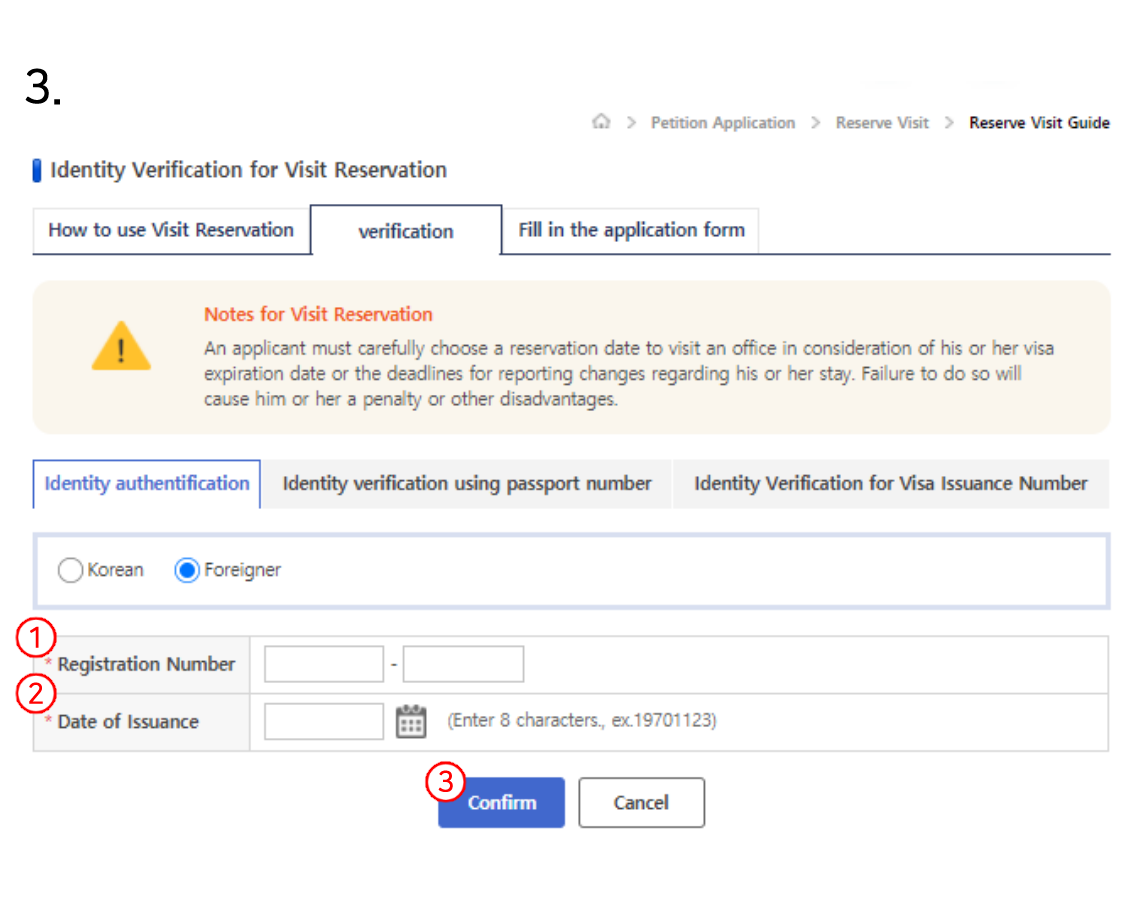 3.
Petition Application > Reserve Visit > Reserve Visit Guide
Identity Verification for Visit Reservation
How to use Visit Reservation verification Fill in the application form
Notes for Visit Reservation
An applicant must carefully choose a reservation date to visit an office in consideration of his or her visa
expiration date or the deadlines for reporting changes regarding his or her stay. Failure to do so will
cause him or her a penalty or other disadvantages.
Identity authentification Identity verification using passport number Identity Verification for Visa Issuance Number
Korean Foreigner
1
* Registration Number -
2
* Date of Issuance (Enter 8 characters., ex.19701123)
3
Confirm Cancel